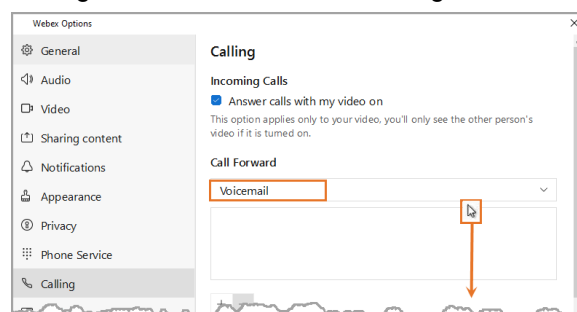 Webex Options
General
Audio
Video
Sharing content
Notifications
Appearance
Privacy
Phone Service
Calling
Calling
Incoming Calls
Answer calls with my video on
This option applies only to your video, you'll only see the other person's
video if it is turned on.
Call Forward
Voicemail